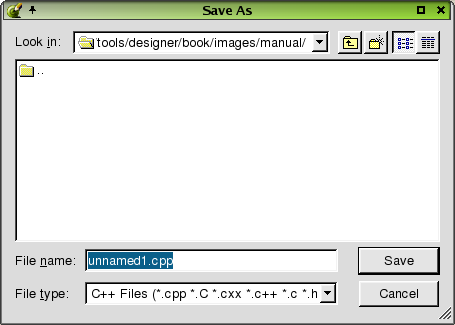 Save As
Look in: tools/designer/book/images/manual/
..
File name: unnamed1.cpp Save
File type: C++ Files (*.cpp *.C *.cxx *.c++ *.c *.h Cancel